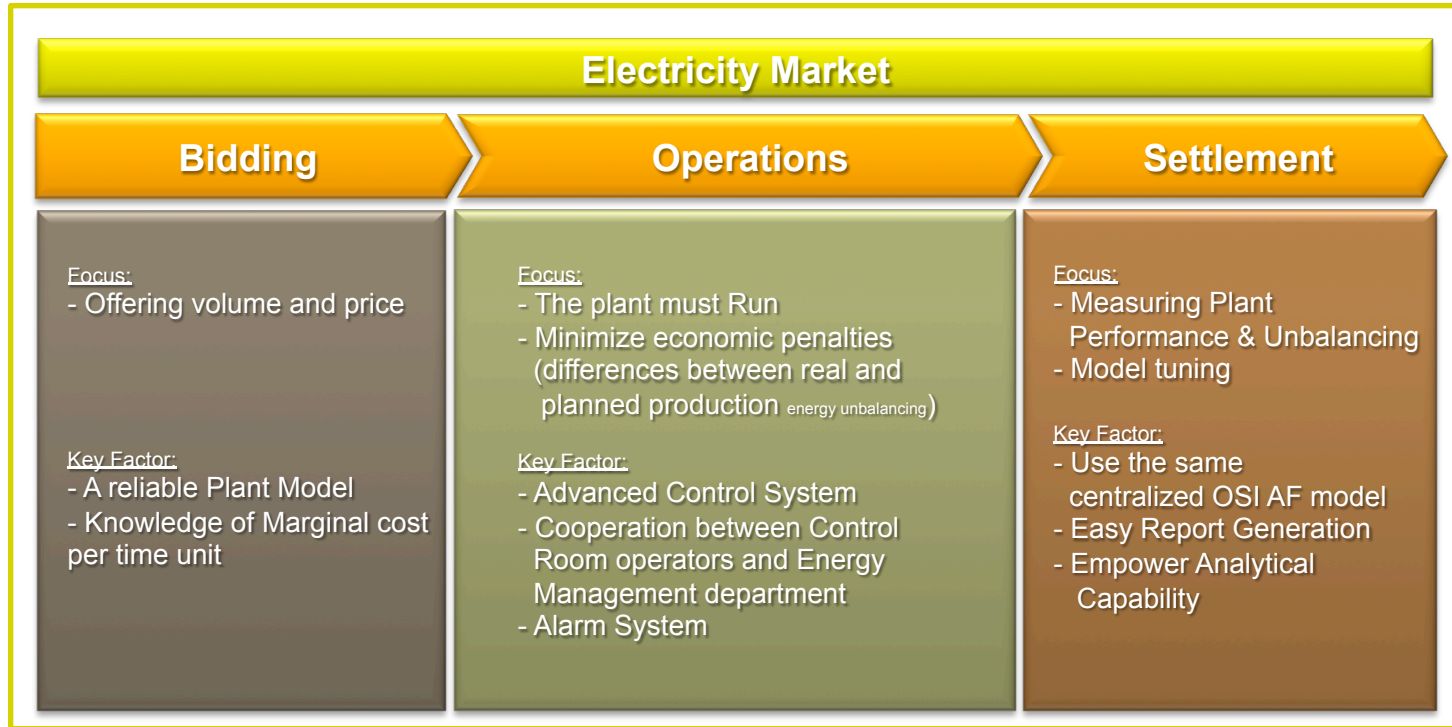 Electricity Market
Bidding
Operations
Settlement
Focus:
- Offering volume and price
Key Factor:
- A reliable Plant Model
- Knowledge of Marginal cost
per time unit
Focus:
- The plant must Run
- Minimize economic penalties
(differences between real and
planned production energy unbalancing)
Key Factor:
- Advanced Control System
- Cooperation between Control
Room operators and Energy
Management department
- Alarm System
Focus:
- Measuring Plant
Performance & Unbalancing
- Model tuning
Key Factor:
- Use the same
centralized OSI AF model
- Easy Report Generation
- Empower Analytical
Capability